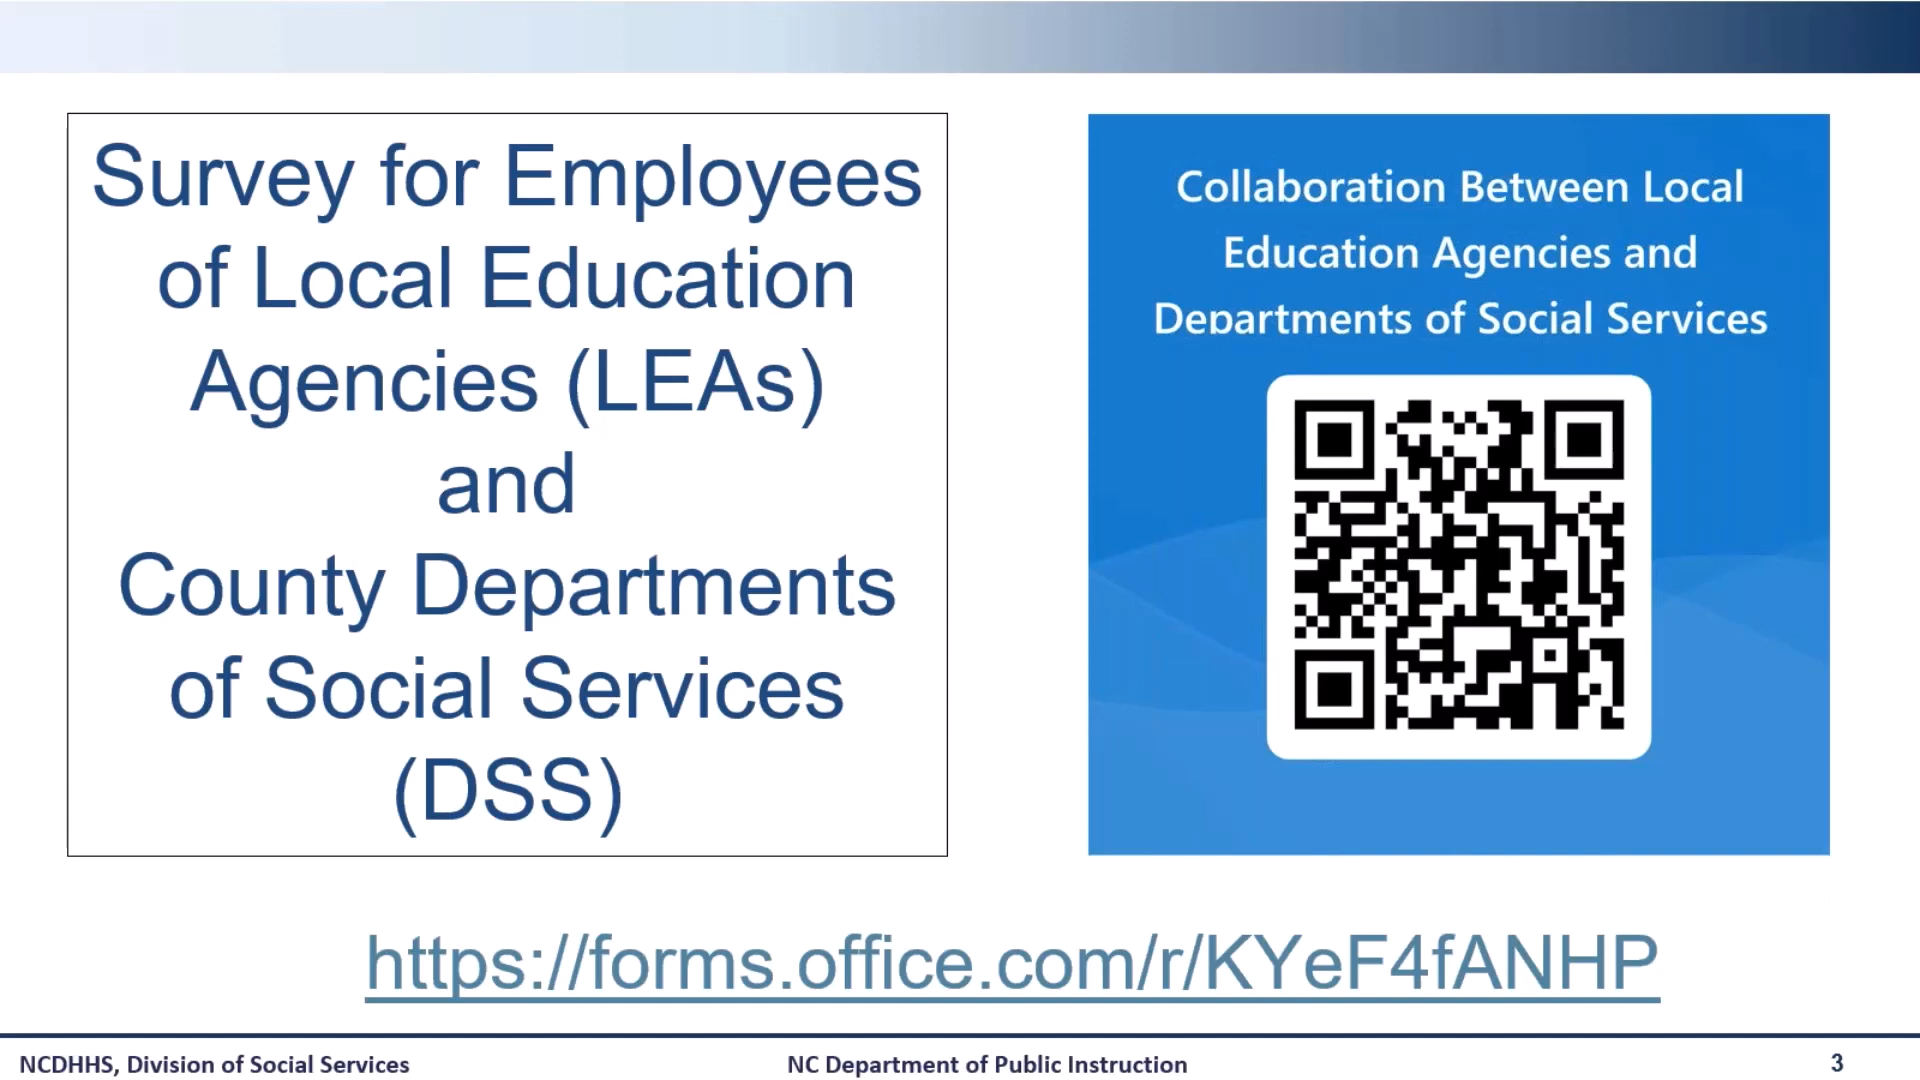 Survey for Employees
of Local Education
Agencies (LEAs)
and
County Departments
of Social Services
(DSS)
Collaboration Between Local
Education Agencies and
Departments of Social Services
https://forms.office.com/r/KYeF4fANHP
NCDHHS, Division of Social Services
NC Department of Public Instruction
3